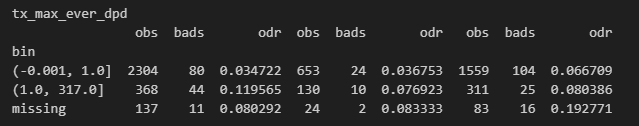 tx_max_ever_dpd
obs bads odr obs bads odr obs bads odr
bin
(-0.001, 1.0] 2304 80 0.034722 653 24 0.036753 1559 104 0.066709
(1.0, 317.0] 368 44 0.119565 130 10 0.076923 311 25 0.080386
missing 137 11 0.080292 24 2 0.083333 83 16 0.192771